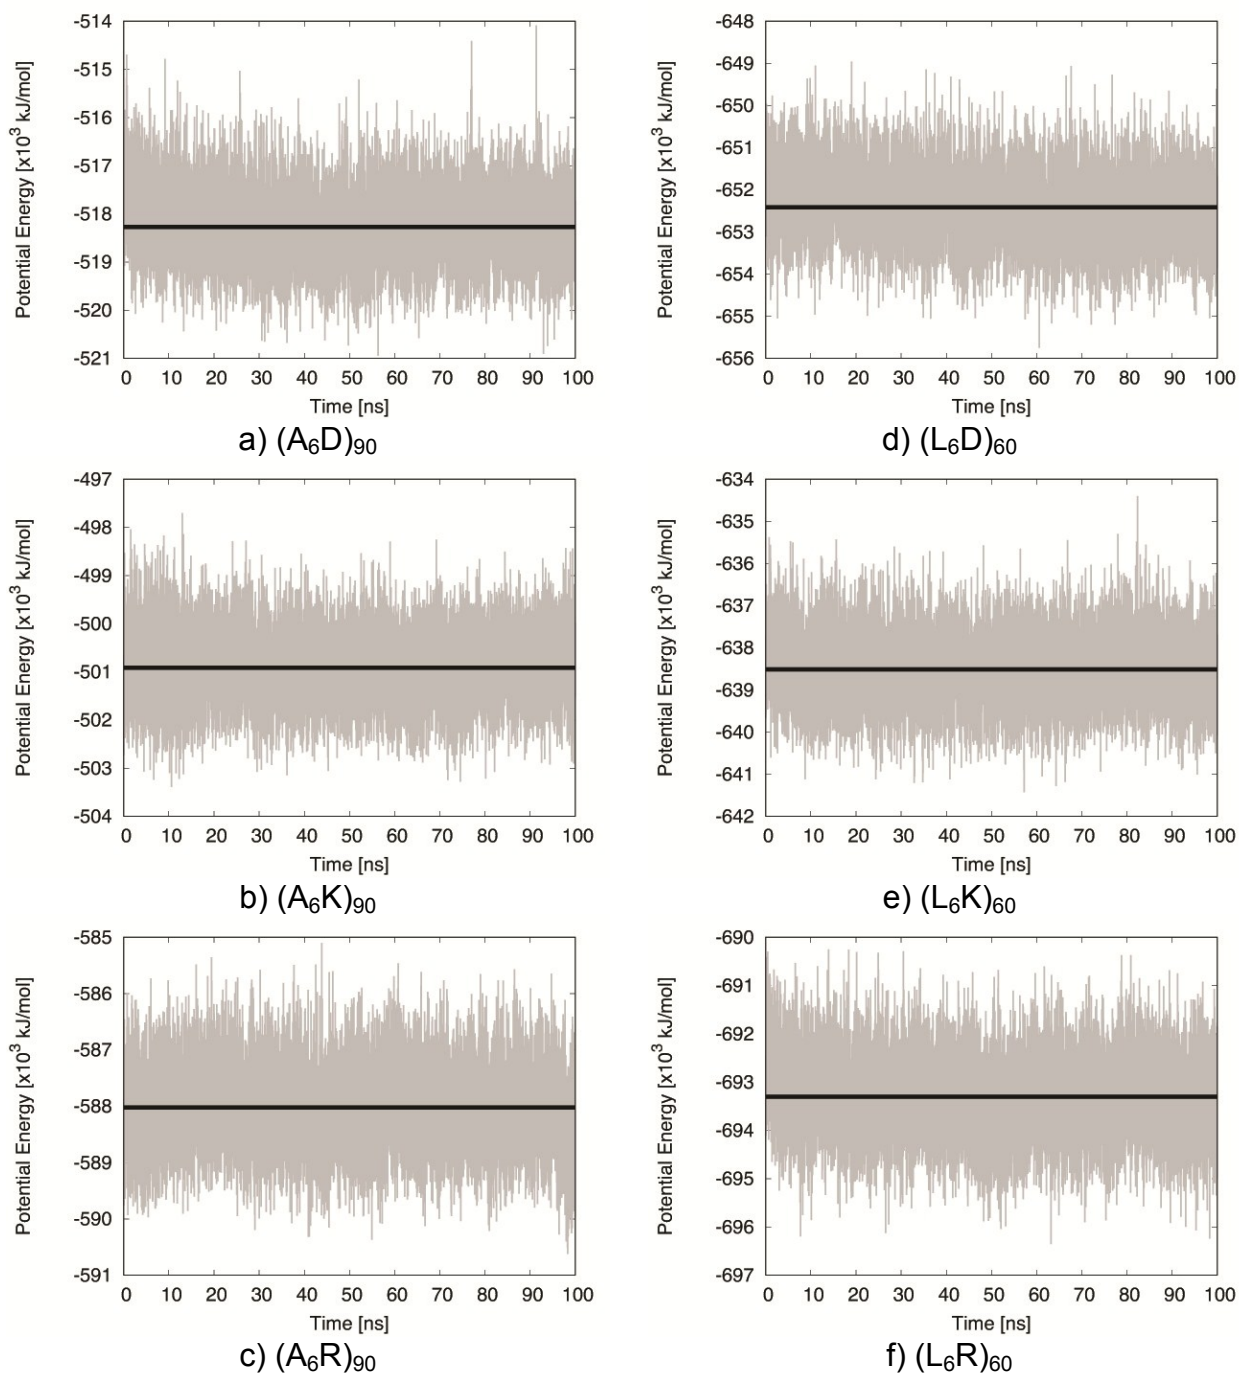 Potential Energy [x10³ kJ/mol]
-514
-515
-516
-517
-518
-519
-520
-521
0 10 20 30 40 50 60 70 80 90 100
Time [ns]
a) (A₆D)₉₀
Potential Energy [x10³ kJ/mol]
-648
-649
-650
-651
-652
-653
-654
-655
-656
0 10 20 30 40 50 60 70 80 90 100
Time [ns]
d) (L₆D)₆₀
Potential Energy [x10³ kJ/mol]
-497
-498
-499
-500
-501
-502
-503
-504
0 10 20 30 40 50 60 70 80 90 100
Time [ns]
b) (A₆K)₉₀
Potential Energy [x10³ kJ/mol]
-634
-635
-636
-637
-638
-639
-640
-641
-642
0 10 20 30 40 50 60 70 80 90 100
Time [ns]
e) (L₆K)₆₀
Potential Energy [x10³ kJ/mol]
-585
-586
-587
-588
-589
-590
-591
0 10 20 30 40 50 60 70 80 90 100
Time [ns]
c) (A₆R)₉₀
Potential Energy [x10³ kJ/mol]
-690
-691
-692
-693
-694
-695
-696
-697
0 10 20 30 40 50 60 70 80 90 100
Time [ns]
f) (L₆R)₆₀